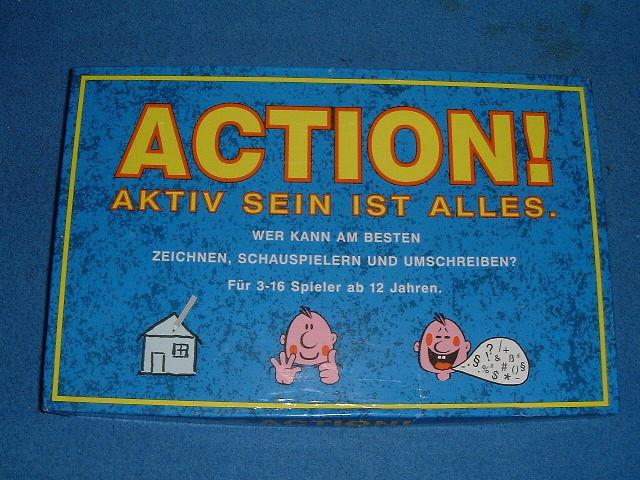 ACTION!
AKTIV SEIN IST ALLES.
WER KANN AM BESTEN
ZEICHNEN, SCHAUSPIELERN UND UMSCHREIBEN?
Für 3-16 Spieler ab 12 Jahren.
ACTION!